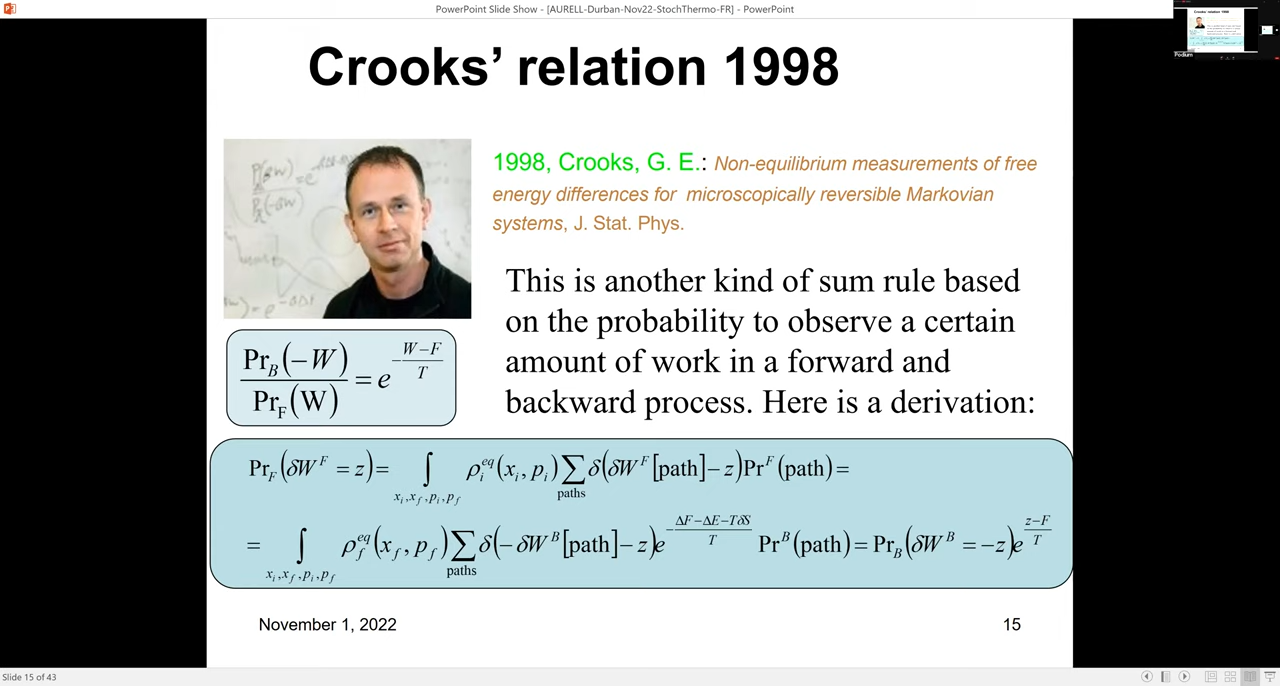 PowerPoint Slide Show - [AURELL-Durban-Nov22-StochThermo-FR] - PowerPoint
Crooks' relation 1998
Podium
Crooks’ relation 1998
1998, Crooks, G. E.: Non-equilibrium measurements of free
energy differences for microscopically reversible Markovian
systems, J. Stat. Phys.
This is another kind of sum rule based
on the probability to observe a certain
amount of work in a forward and
backward process. Here is a derivation:
Pr_B(−W)/Pr_F(W) = e^{−(W−F)/T}
Pr_F(δW^F = z) = ∫_{x_i,x_f,p_i,p_f} ρ_i^{eq}(x_i, p_i) ∑_{paths} δ(δW^F[path]−z)Pr^F(path) =
= ∫_{x_i,x_f,p_i,p_f} ρ_f^{eq}(x_f, p_f) ∑_{paths} δ(−δW^B[path]−z)e^{−(ΔF−ΔE−TδS)/T} Pr^B(path) = Pr_B(δW^B = −z)e^{(z−F)/T}
November 1, 2022
15
Slide 15 of 43